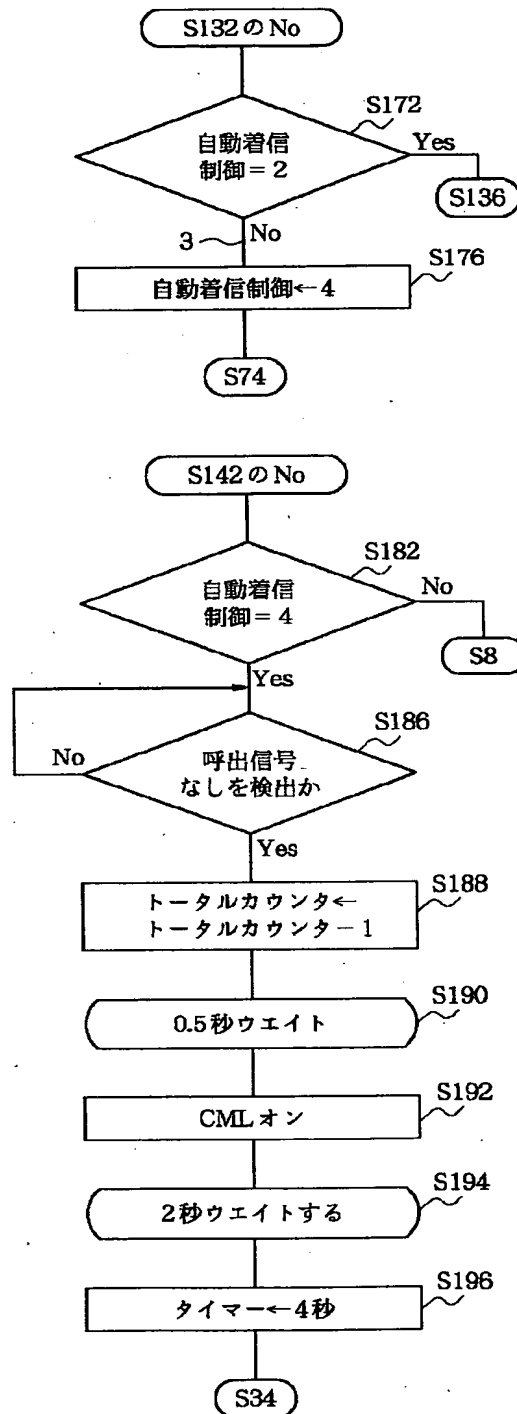 S132のNo
S172
自動着信
制御=2
Yes
S136
3
No
S176
自動着信制御←4
S74
S142のNo
S182
自動着信
制御=4
No
S8
Yes
S186
呼出信号
なしを検出か
No
Yes
S188
トータルカウンタ←
トータルカウンター1
S190
0.5秒ウエイト
S192
CMLオン
S194
2秒ウエイトする
S196
タイマー←4秒
S34